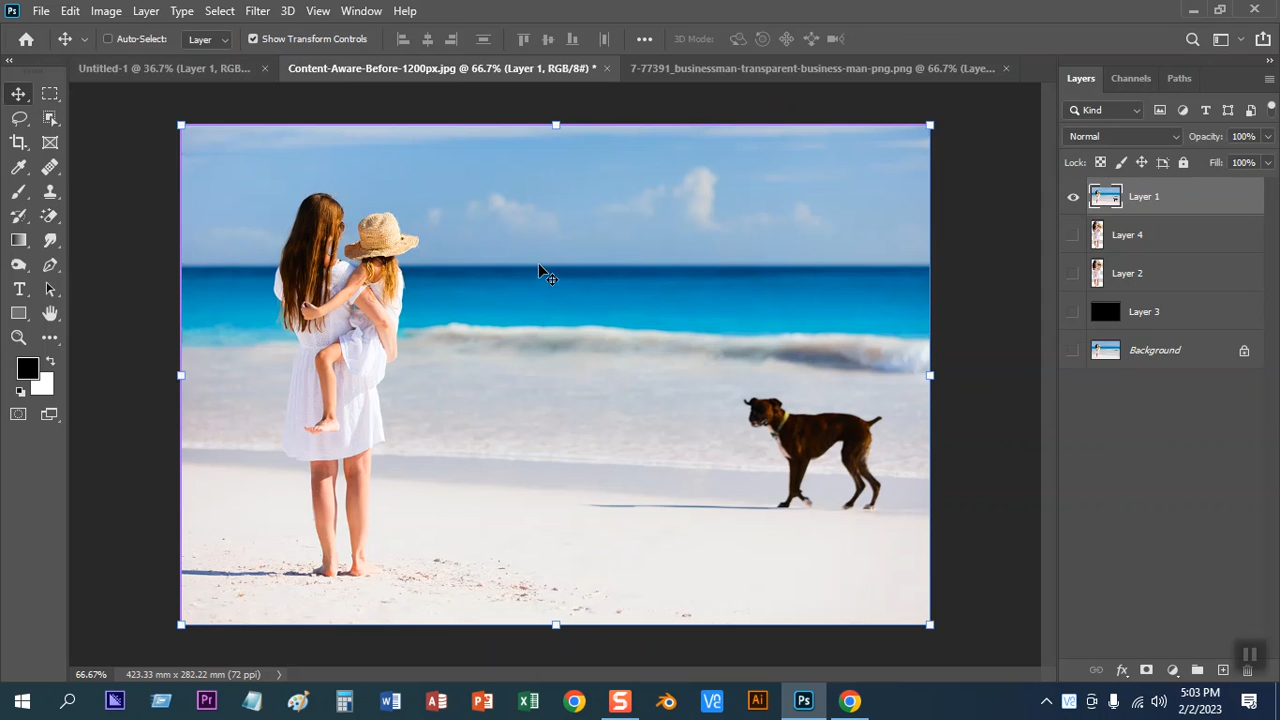 Ps File Edit Image Layer Type Select Filter 3D View Window Help
Auto-Select: Layer Show Transform Controls 3D Mode:
Untitled-1 @ 36.7% (Layer 1, RGB... × Content-Aware-Before-1200px.jpg @ 66.7% (Layer 1, RGB/8#) * × 7-77391_businessman-transparent-business-man-png.png @ 66.7% (Laye... ×
Layers Channels Paths
Kind
Normal Opacity: 100%
Lock: Fill: 100%
Layer 1
Layer 4
Layer 2
Layer 3
Background
66.67% 423.33 mm x 282.22 mm (72 ppi)
5:03 PM
2/2/2023